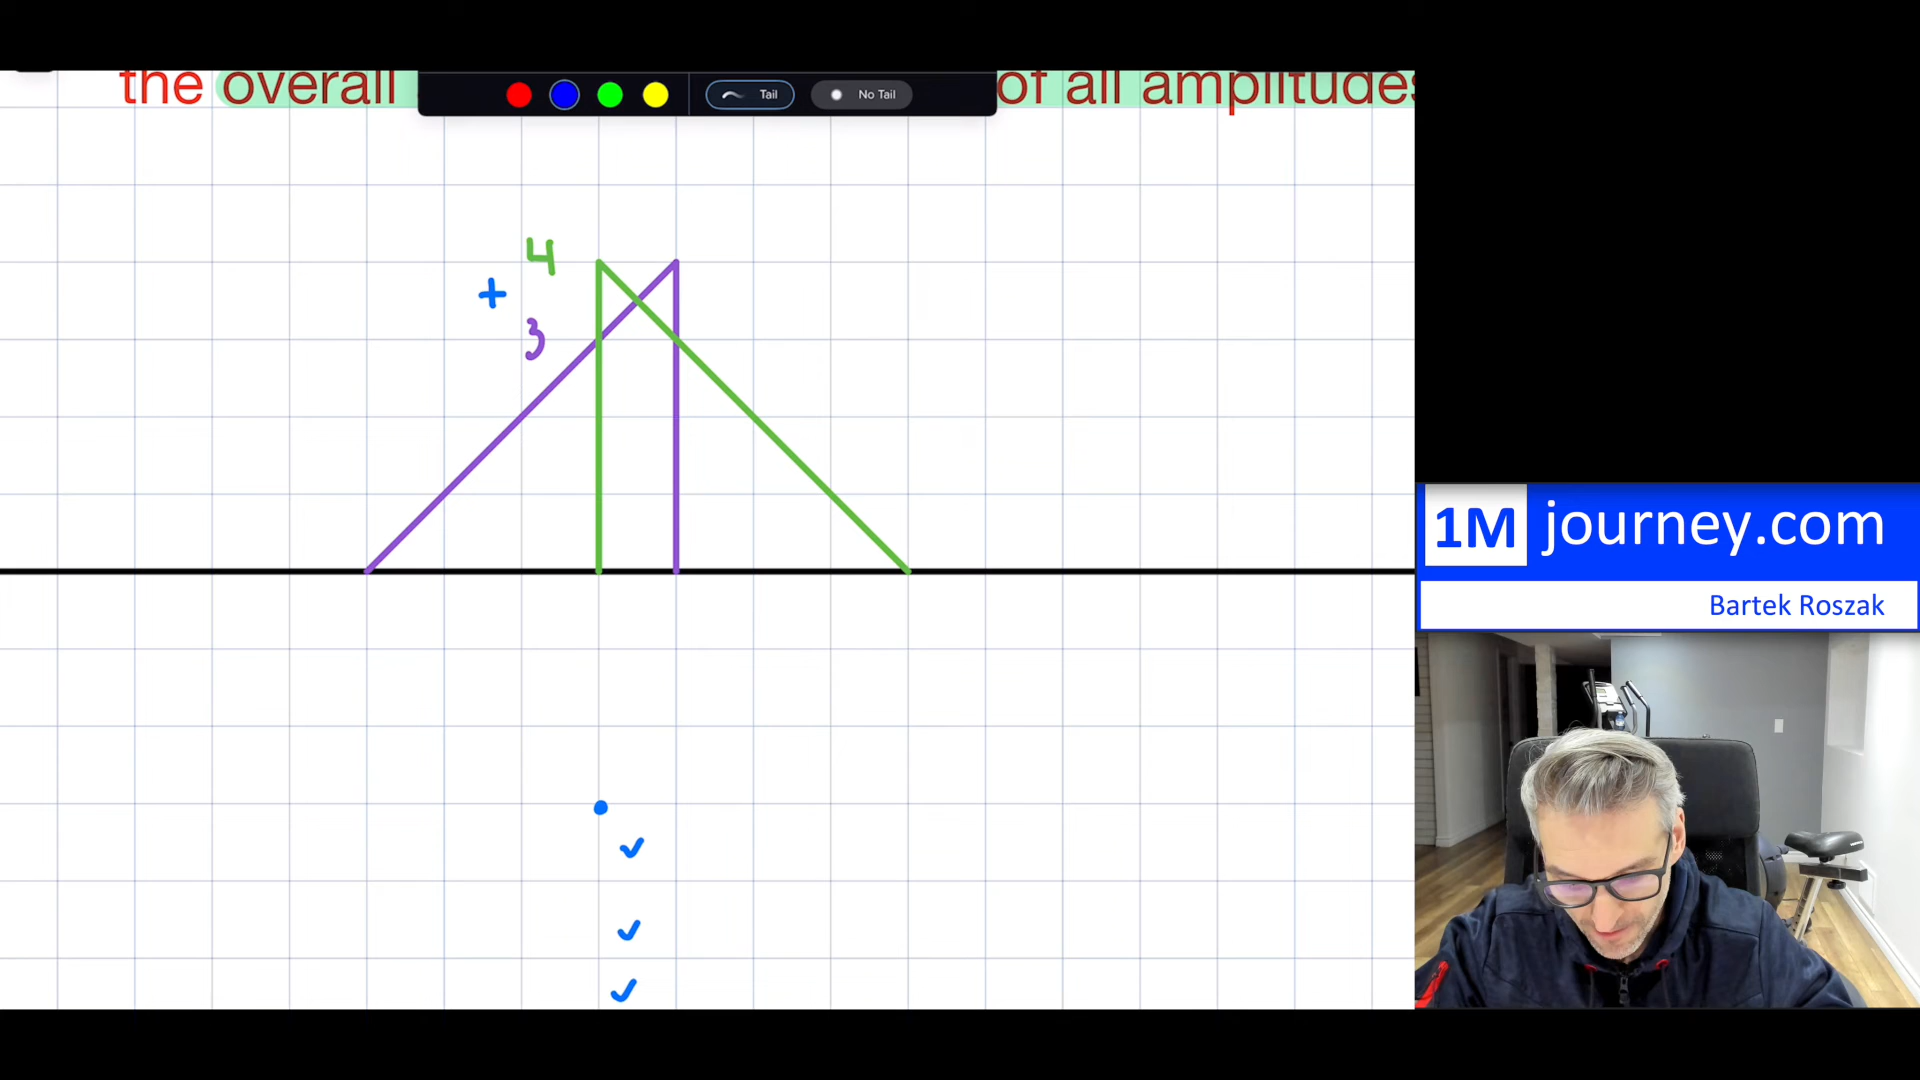 the overall of all amplitudes
Tail No Tail
4
+
3
1M journey.com
Bartek Roszak